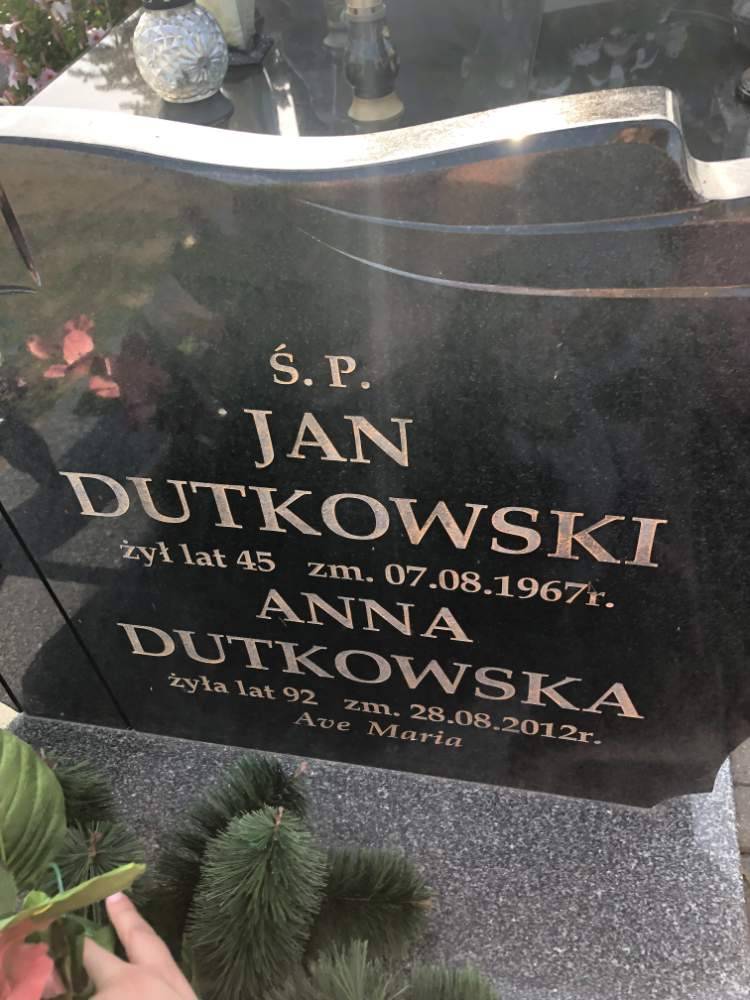 Ś. P.
JAN
DUTKOWSKI
żył lat 45 zm. 07.08.1967r.
ANNA
DUTKOWSKA
żyła lat 92 zm. 28.08.2012r.
Ave Maria